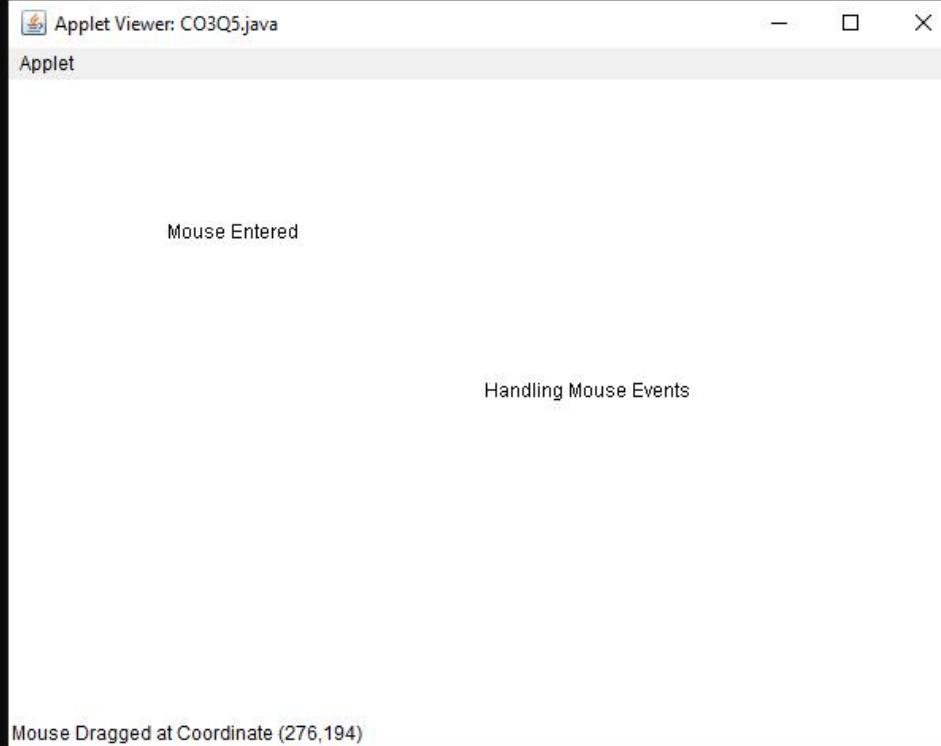 Applet Viewer: CO3Q5.java
Applet
Mouse Entered
Handling Mouse Events
Mouse Dragged at Coordinate (276,194)